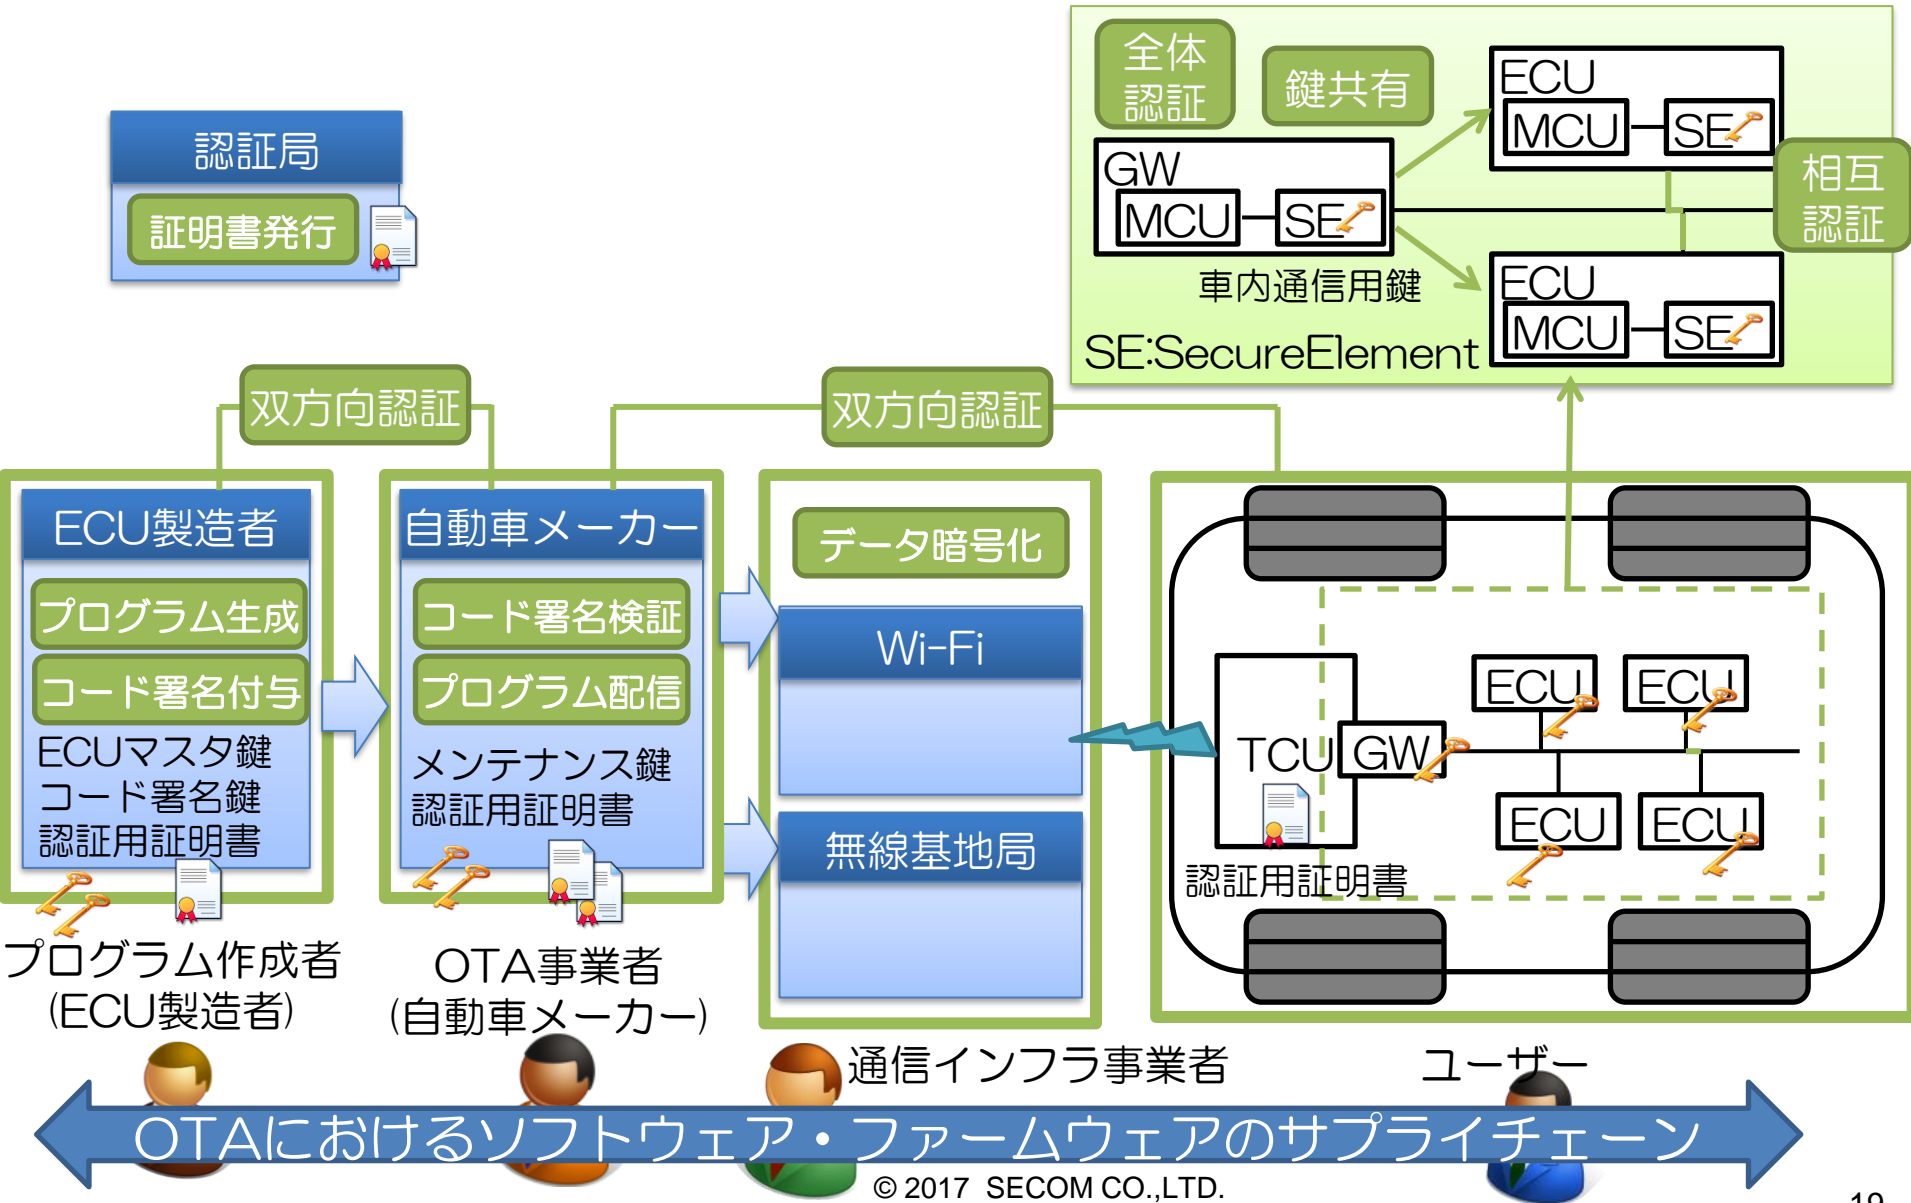 全体
認証
鍵共有
ECU
MCU
SE
GW
MCU
SE
相互
認証
車内通信用鍵
ECU
MCU
SE
SE:SecureElement
認証局
証明書発行
双方向認証
双方向認証
ECU製造者
プログラム生成
コード署名付与
ECUマスタ鍵
コード署名鍵
認証用証明書
自動車メーカー
コード署名検証
プログラム配信
メンテナンス鍵
認証用証明書
データ暗号化
Wi-Fi
無線基地局
TCU
GW
ECU
ECU
ECU
ECU
認証用証明書
プログラム作成者
(ECU製造者)
OTA事業者
(自動車メーカー)
通信インフラ事業者
ユーザー
OTAにおけるソフトウェア・ファームウェアのサプライチェーン
© 2017 SECOM CO.,LTD.
19